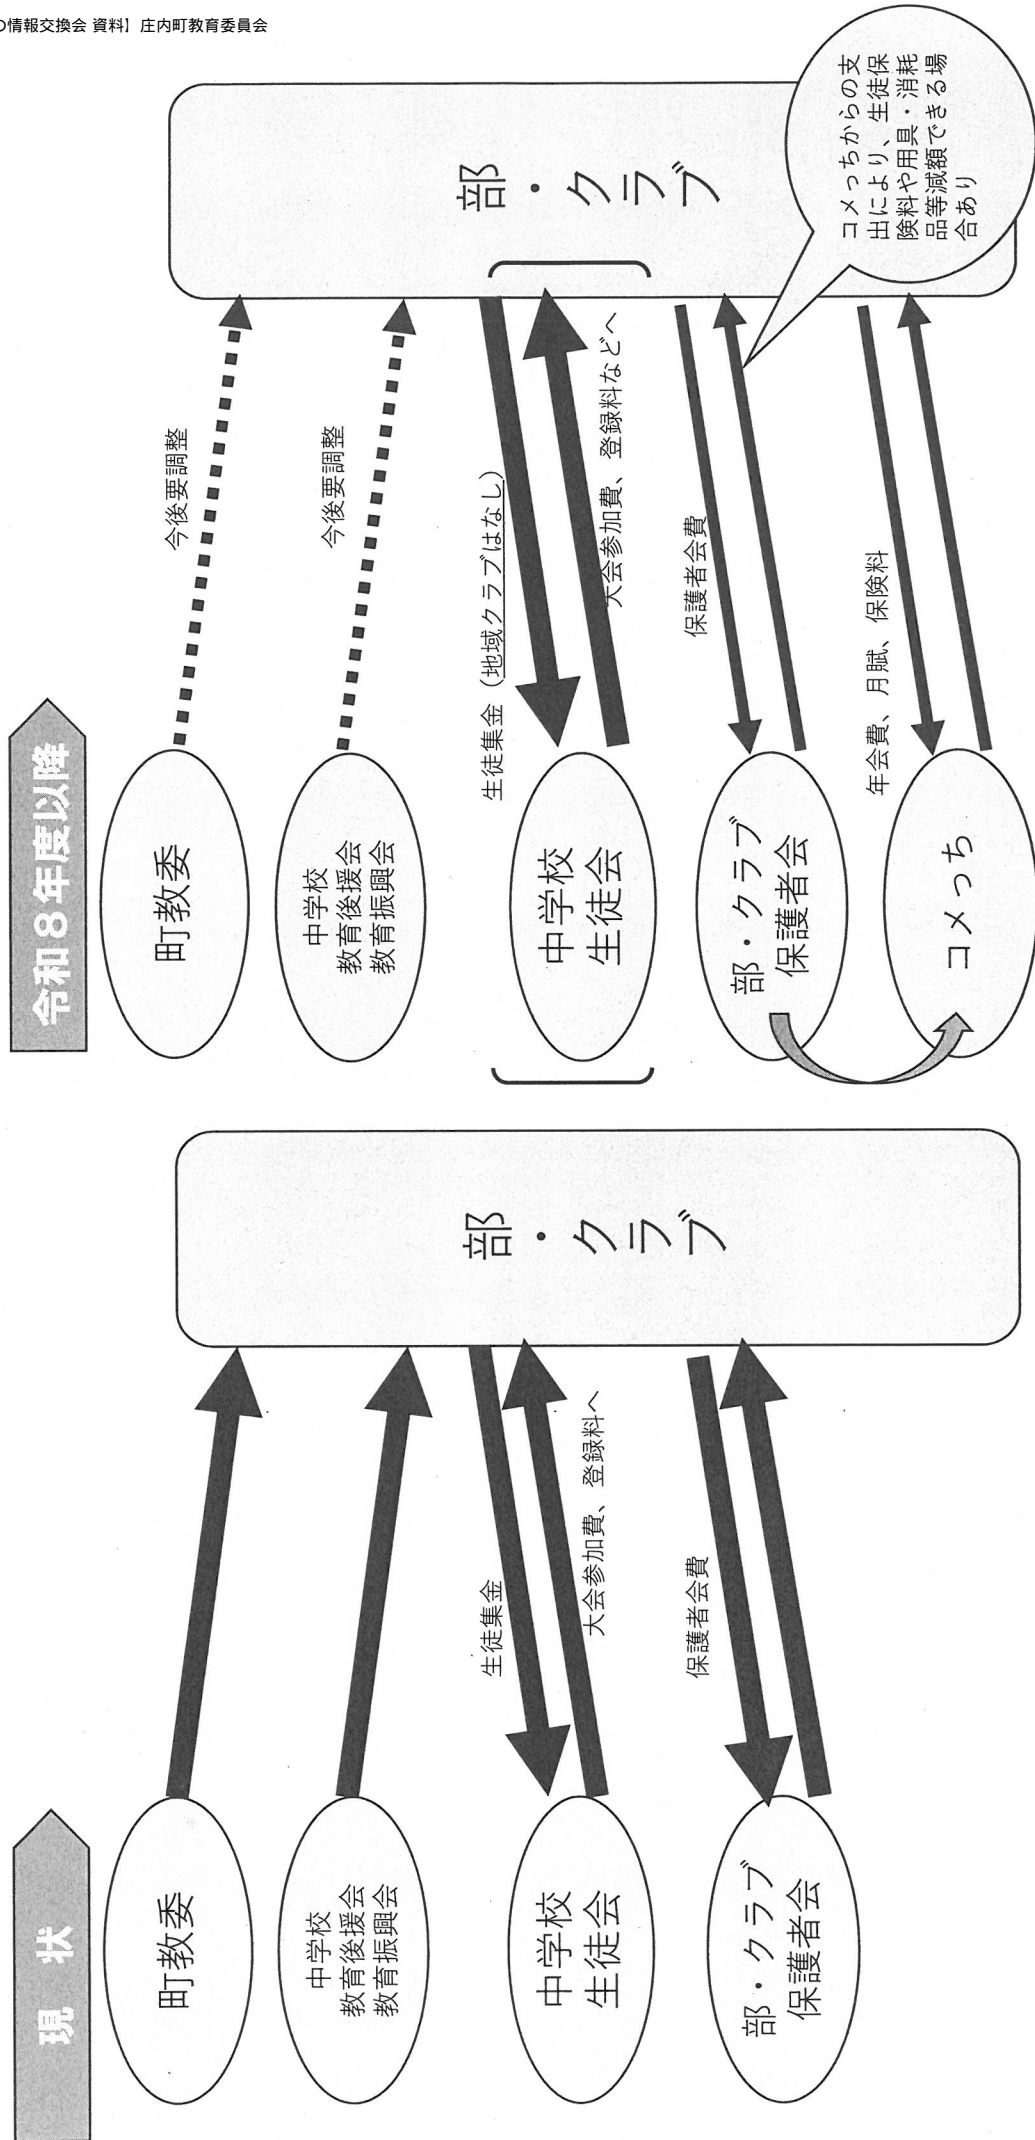 の情報交換会 資料】庄内町教育委員会
現 状
町教委
中学校
教育後援会
教育振興会
中学校
生徒会
部・クラブ
保護者会
生徒集金
大会参加費、登録料へ
保護者会費
部・クラブ
令和8年度以降
町教委
中学校
教育後援会
教育振興会
中学校
生徒会
部・クラブ
保護者会
コメっち
今後要調整
今後要調整
生徒集金（地域クラブはなし）
大会参加費、登録料などへ
保護者会費
年会費、月賦、保険料
部・クラブ
コメっちからの支
出により、生徒保
険料や用具・消耗
品等減額できる場
合あり